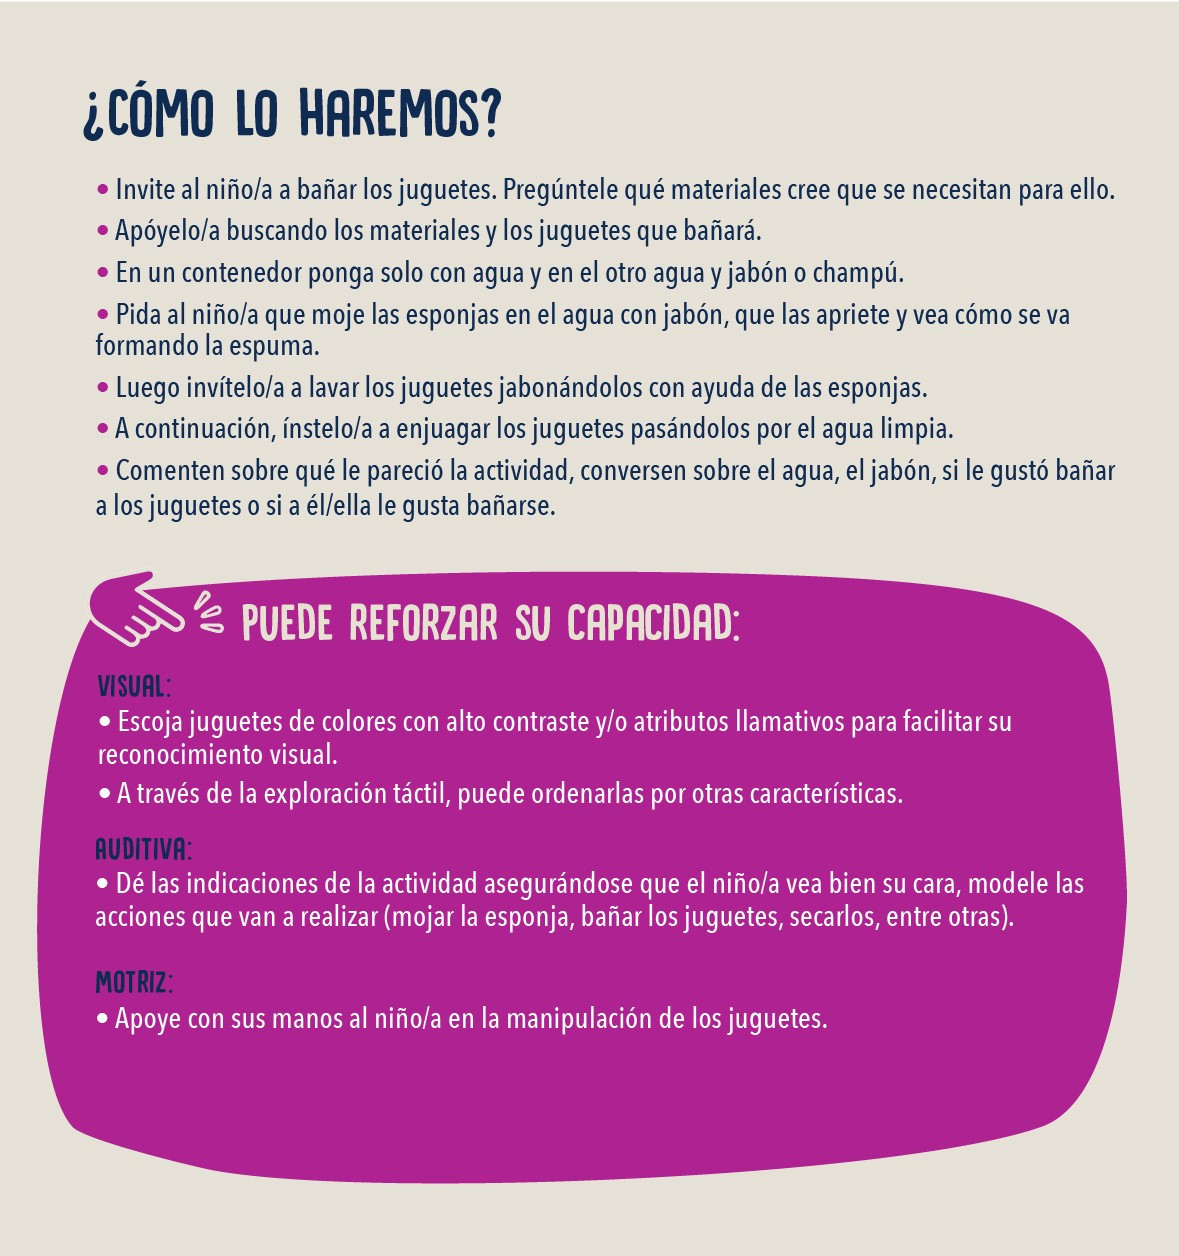 ¿CÓMO LO HAREMOS?
• Invite al niño/a a bañar los juguetes. Pregúntele qué materiales cree que se necesitan para ello.
• Apóyelo/a buscando los materiales y los juguetes que bañará.
• En un contenedor ponga solo con agua y en el otro agua y jabón o champú.
• Pida al niño/a que moje las esponjas en el agua con jabón, que las apriete y vea cómo se va
formando la espuma.
• Luego invítelo/a a lavar los juguetes jabonándolos con ayuda de las esponjas.
• A continuación, ínstelo/a a enjuagar los juguetes pasándolos por el agua limpia.
• Comenten sobre qué le pareció la actividad, conversen sobre el agua, el jabón, si le gustó bañar
a los juguetes o si a él/ella le gusta bañarse.
PUEDE REFORZAR SU CAPACIDAD:
VISUAL:
• Escoja juguetes de colores con alto contraste y/o atributos llamativos para facilitar su
reconocimiento visual.
• A través de la exploración táctil, puede ordenarlas por otras características.
AUDITIVA:
• Dé las indicaciones de la actividad asegurándose que el niño/a vea bien su cara, modele las
acciones que van a realizar (mojar la esponja, bañar los juguetes, secarlos, entre otras).
MOTRIZ:
• Apoye con sus manos al niño/a en la manipulación de los juguetes.